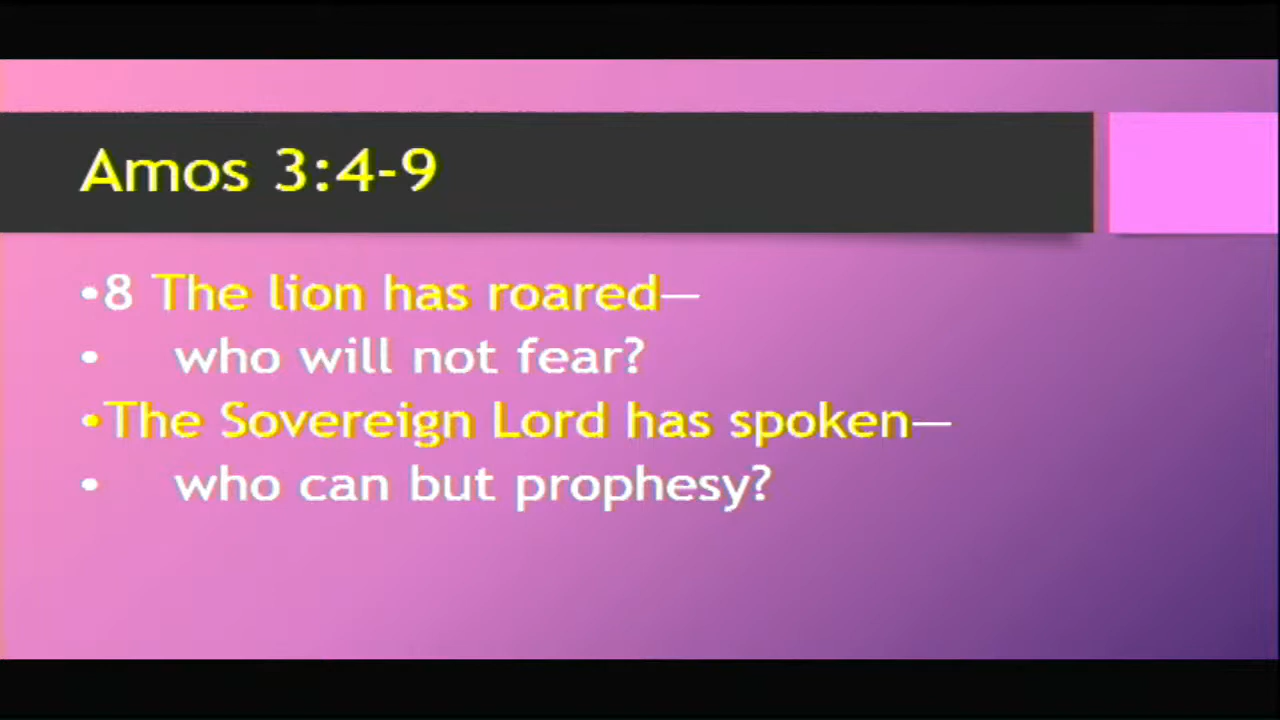 Amos 3:4-9
•8 The lion has roared—
• who will not fear?
•The Sovereign Lord has spoken—
• who can but prophesy?